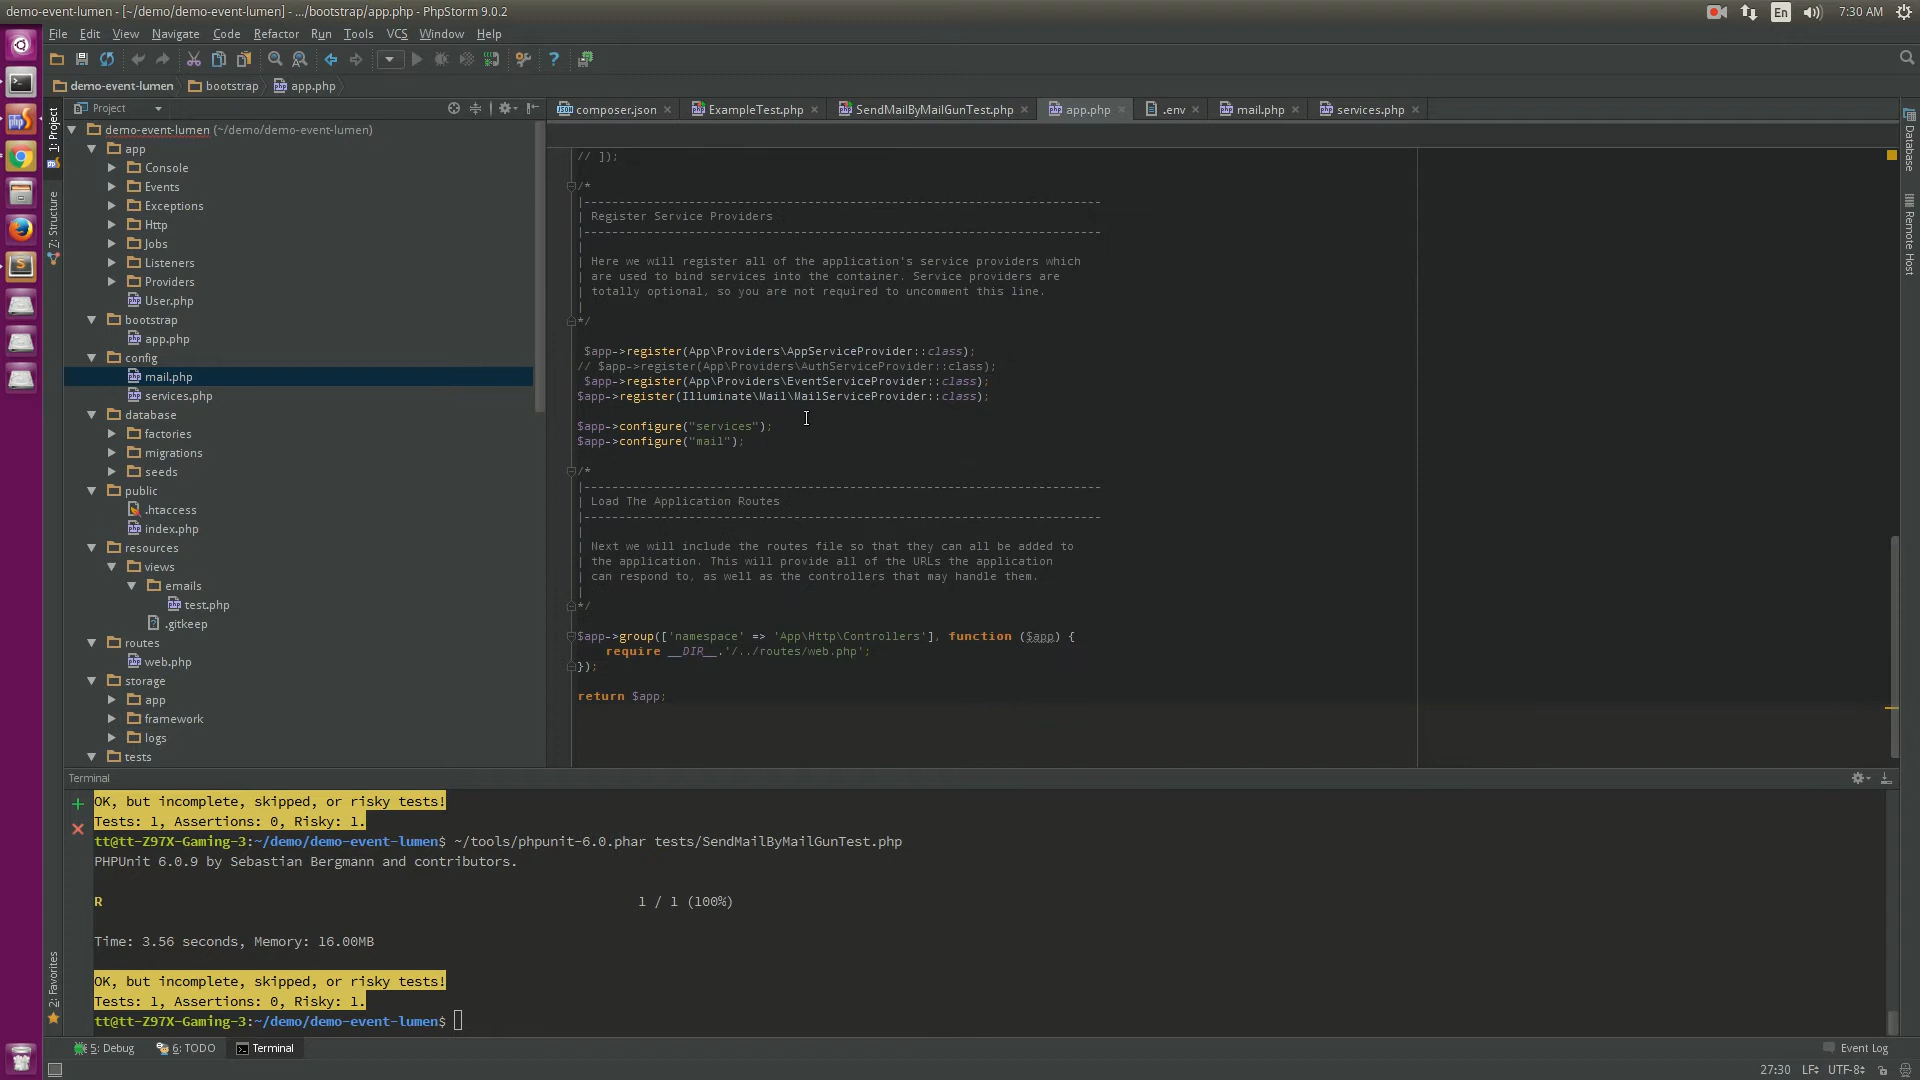 demo-event-lumen - [~/demo/demo-event-lumen] - .../bootstrap/app.php - PhpStorm 9.0.2
En
7:30 AM
File Edit View Navigate Code Refactor Run Tools VCS Window Help
demo-event-lumen bootstrap app.php
Project
composer.json ExampleTest.php SendMailByMailGunTest.php app.php .env mail.php services.php
1: Project
Z: Structure
2: Favorites
demo-event-lumen (~/demo/demo-event-lumen)
app
Console
Events
Exceptions
Http
Jobs
Listeners
Providers
User.php
bootstrap
app.php
config
mail.php
services.php
database
factories
migrations
seeds
public
.htaccess
index.php
resources
views
emails
test.php
.gitkeep
routes
web.php
storage
app
framework
logs
tests
// ]);
/*
|--------------------------------------------------------------------------
| Register Service Providers
|--------------------------------------------------------------------------
|
| Here we will register all of the application's service providers which
| are used to bind services into the container. Service providers are
| totally optional, so you are not required to uncomment this line.
|
*/
$app->register(App\Providers\AppServiceProvider::class);
// $app->register(App\Providers\AuthServiceProvider::class);
$app->register(App\Providers\EventServiceProvider::class);
$app->register(Illuminate\Mail\MailServiceProvider::class);
$app->configure("services");
$app->configure("mail");
/*
|--------------------------------------------------------------------------
| Load The Application Routes
|--------------------------------------------------------------------------
|
| Next we will include the routes file so that they can all be added to
| the application. This will provide all of the URLs the application
| can respond to, as well as the controllers that may handle them.
|
*/
$app->group(['namespace' => 'App\Http\Controllers'], function ($app) {
require __DIR__.'/../routes/web.php';
});
return $app;
Database
Remote Host
Terminal
OK, but incomplete, skipped, or risky tests!
Tests: 1, Assertions: 0, Risky: 1.
tt@tt-Z97X-Gaming-3:~/demo/demo-event-lumen$ ~/tools/phpunit-6.0.phar tests/SendMailByMailGunTest.php
PHPUnit 6.0.9 by Sebastian Bergmann and contributors.
R 1 / 1 (100%)
Time: 3.56 seconds, Memory: 16.00MB
OK, but incomplete, skipped, or risky tests!
Tests: 1, Assertions: 0, Risky: 1.
tt@tt-Z97X-Gaming-3:~/demo/demo-event-lumen$
5: Debug 6: TODO Terminal Event Log
27:30 LF UTF-8